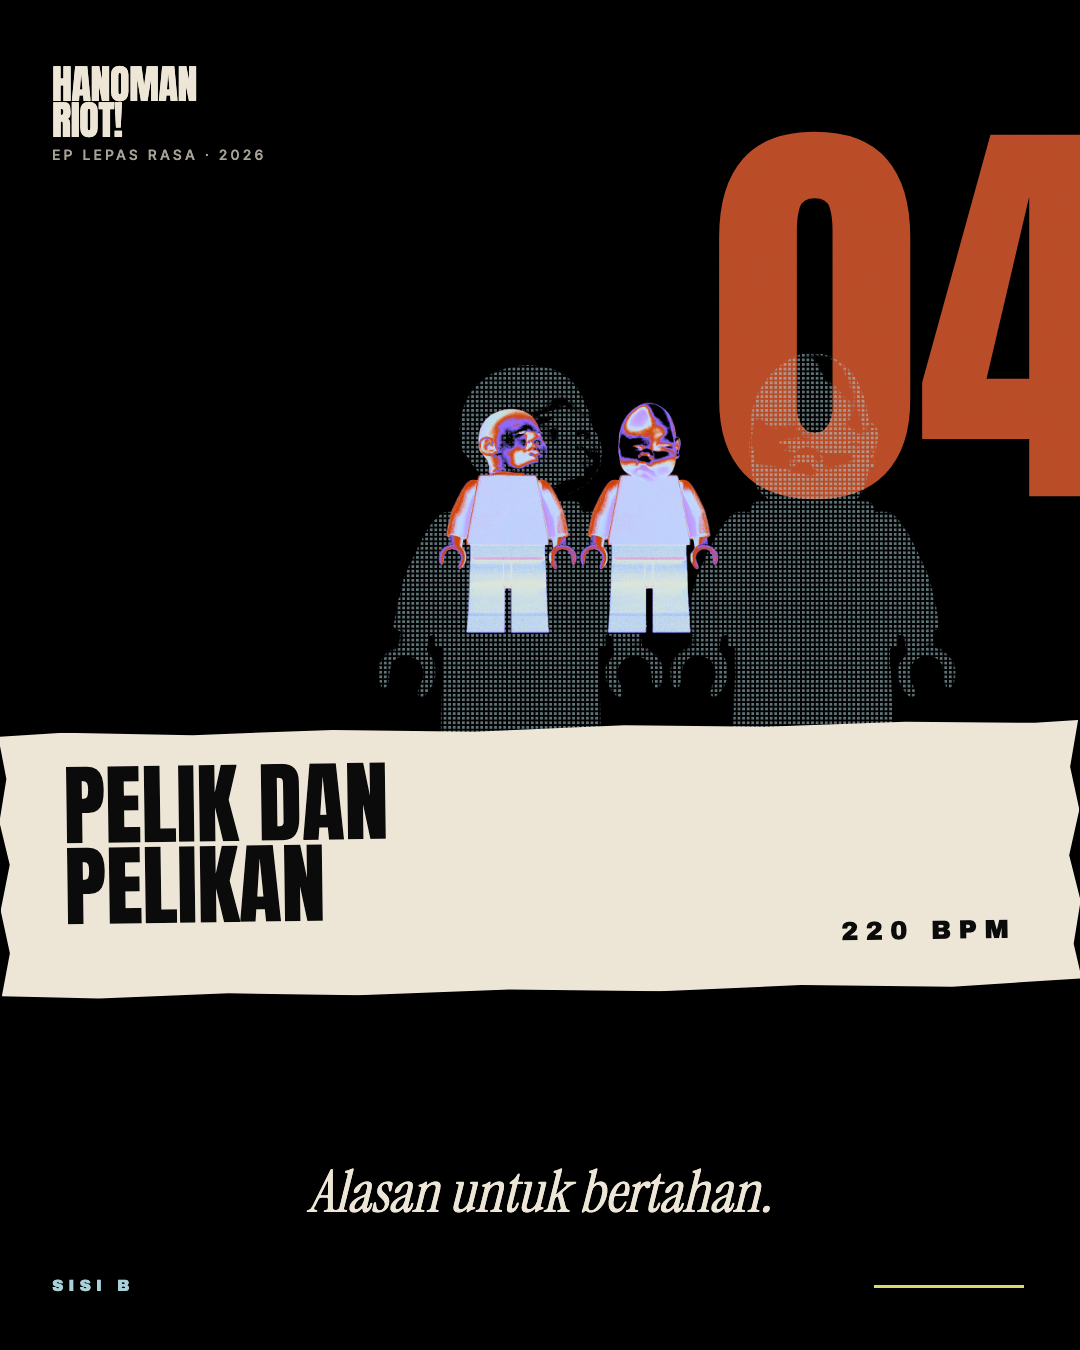 HANOMAN
RIOT!
EP LEPAS RASA · 2026
04
PELIK DAN
PELIKAN
220 BPM
Alasan untuk bertahan.
SISI B